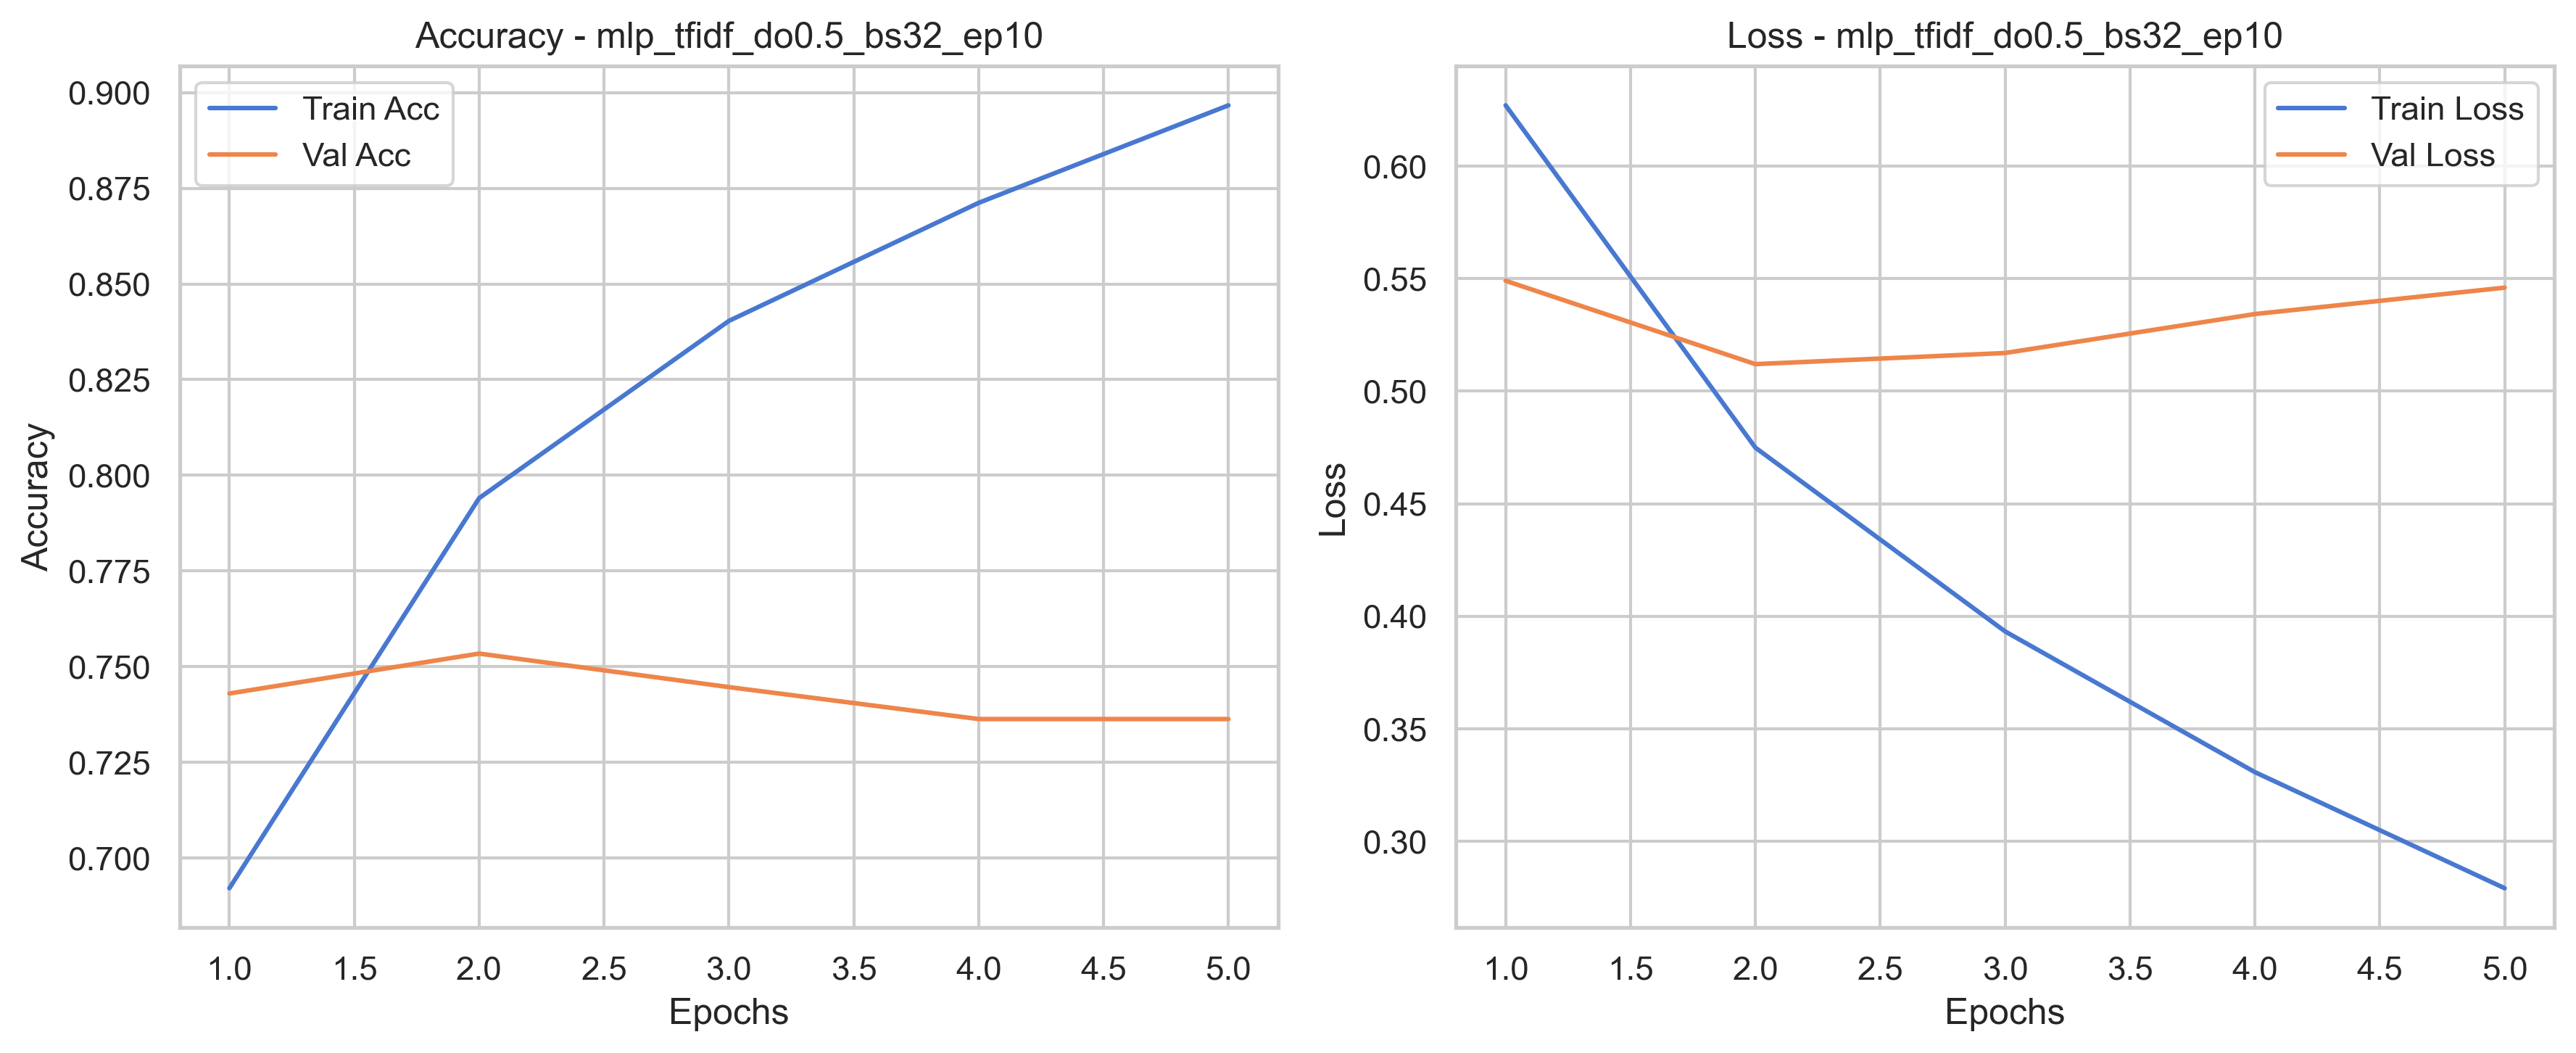 Accuracy - mlp_tfidf_do0.5_bs32_ep10
Train Acc
Val Acc
0.900
0.875
0.850
0.825
0.800
0.775
0.750
0.725
0.700
Accuracy
1.0 1.5 2.0 2.5 3.0 3.5 4.0 4.5 5.0
Epochs
Loss - mlp_tfidf_do0.5_bs32_ep10
Train Loss
Val Loss
0.60
0.55
0.50
0.45
0.40
0.35
0.30
Loss
1.0 1.5 2.0 2.5 3.0 3.5 4.0 4.5 5.0
Epochs